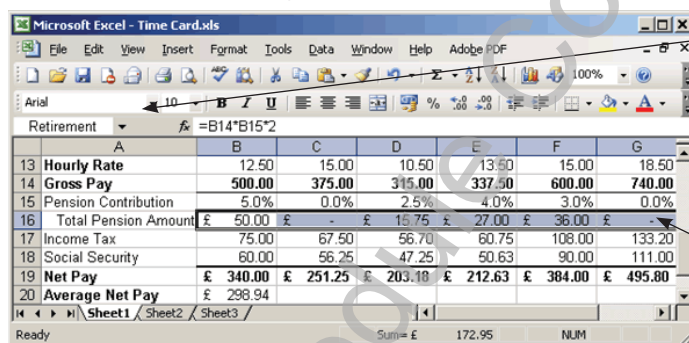 Microsoft Excel - Time Card.xls
File Edit View Insert Format Tools Data Window Help Adobe PDF
100%
Arial 10 B I U %
Retirement fx =B14*B15*2
A B C D E F G
13 Hourly Rate 12.50 15.00 10.50 13.50 15.00 18.50
14 Gross Pay 500.00 375.00 315.00 337.50 600.00 740.00
15 Pension Contribution 5.0% 0.0% 2.5% 4.0% 3.0% 0.0%
16 Total Pension Amount £ 50.00 £ - £ 15.75 £ 27.00 £ 36.00 £ -
17 Income Tax 75.00 67.50 56.70 60.75 108.00 133.20
18 Social Security 60.00 56.25 47.25 50.63 90.00 111.00
19 Net Pay £ 340.00 £ 251.25 £ 203.18 £ 212.63 £ 384.00 £ 495.80
20 Average Net Pay £ 298.94
Sheet1 / Sheet2 / Sheet3 /
Ready Sum= £ 172.95 NUM